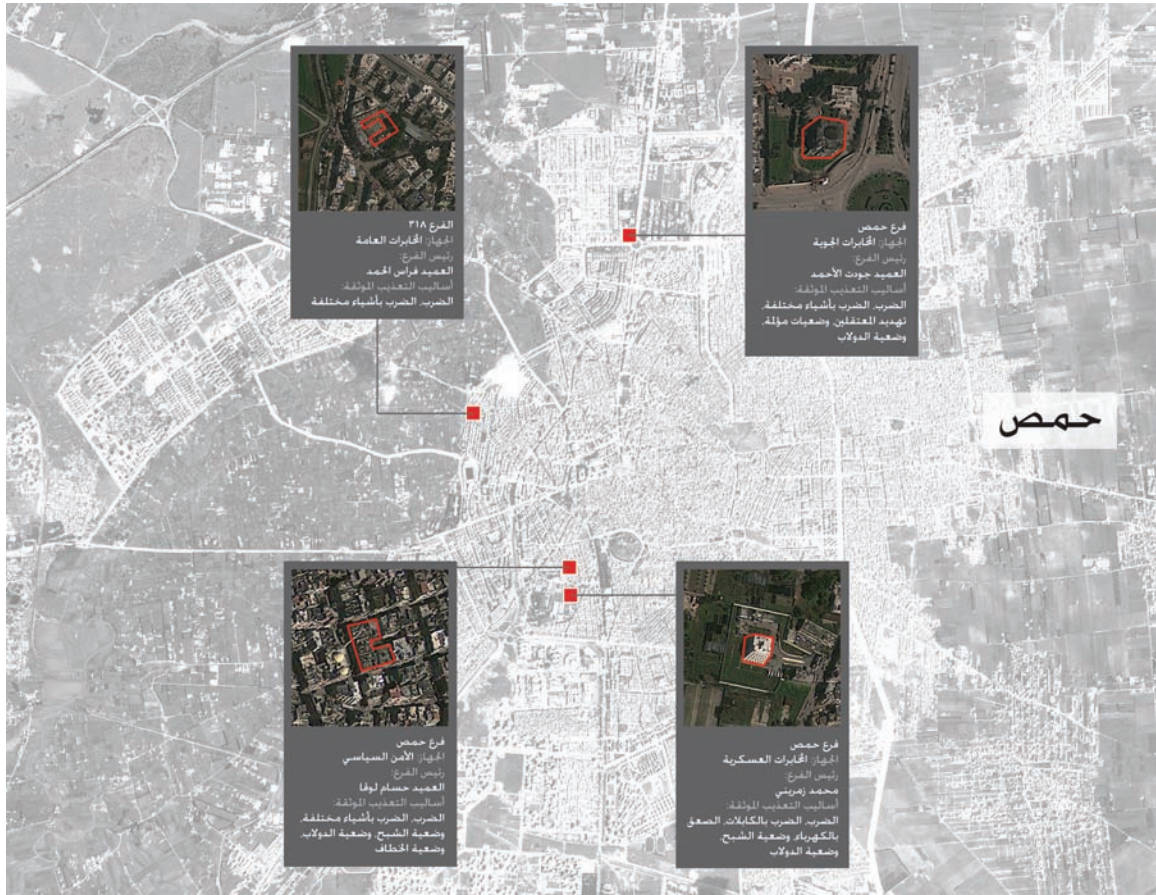 فرع حمص
الجهاز: المخابرات الجوية
رئيس الفرع:
العميد جودت الأحمد
أساليب التعذيب الموثقة:
الضرب، الضرب بأشياء مختلفة،
تهديد المعتقلين، وضعيات مؤلمة،
وضعية الدولاب
الفرع ٣١٨
الجهاز: المخابرات العامة
رئيس الفرع:
العميد فراس الحمد
أساليب التعذيب الموثقة:
الضرب، الضرب بأشياء مختلفة
حمص
فرع حمص
الجهاز: المخابرات العسكرية
رئيس الفرع:
محمد زمريني
أساليب التعذيب الموثقة:
الضرب، الضرب بالكابلات، الصعق
بالكهرباء، وضعية الشبح،
وضعية الدولاب
فرع حمص
الجهاز: الأمن السياسي
رئيس الفرع:
العميد حسام لوقا
أساليب التعذيب الموثقة:
الضرب، الضرب بأشياء مختلفة،
وضعية الشبح، وضعية الدولاب،
وضعية الخطاف